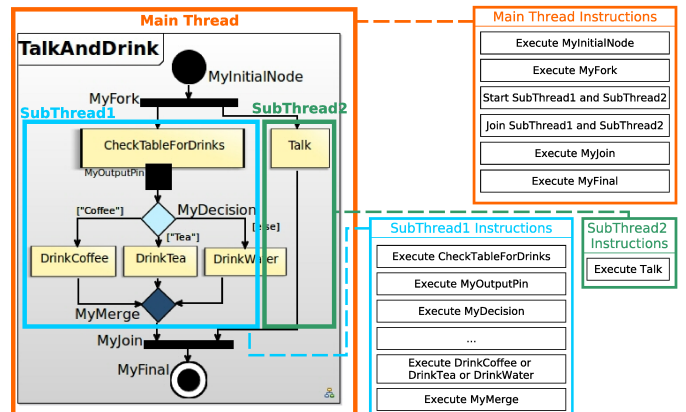 Main Thread
TalkAndDrink
MyInitialNode
MyFork
SubThread1
SubThread2
CheckTableForDrinks
Talk
MyOutputPin
["Coffee"]
MyDecision
["Tea"]
[else]
DrinkCoffee
DrinkTea
DrinkWater
MyMerge
MyJoin
MyFinal
Main Thread Instructions
Execute MyInitialNode
Execute MyFork
Start SubThread1 and SubThread2
Join SubThread1 and SubThread2
Execute MyJoin
Execute MyFinal
SubThread1 Instructions
Execute CheckTableForDrinks
Execute MyOutputPin
Execute MyDecision
...
Execute DrinkCoffee or
DrinkTea or DrinkWater
Execute MyMerge
SubThread2
Instructions
Execute Talk